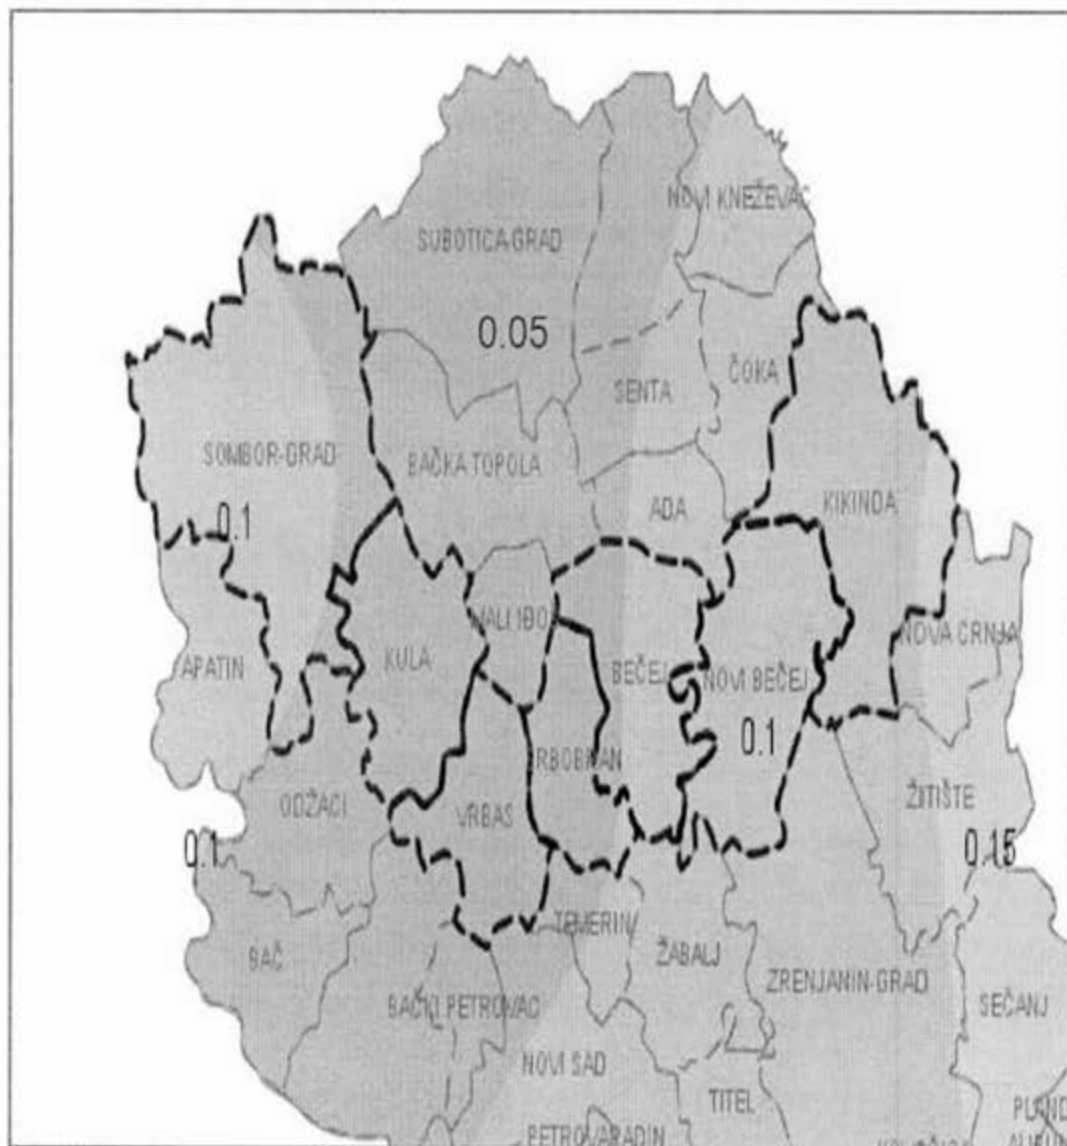 NOVI KNEŽEVAC
SUBOTICA-GRAD
0.05
ČOKA
SENTA
SOMBOR-GRAD
BAČKA TOPOLA
ADA
KIKINDA
0.1
MALI IĐOŠ
NOVA CRNJA
APATIN
KULA
BEČEJ
NOVI BEČEJ
0.1
RBOBRAN
ŽITIŠTE
ODŽACI
VRBAS
0.1
0.15
TEMERIN
BAČ
ŽABALJ
ZRENJANIN-GRAD
BAČKI PETROVAC
SEČANJ
NOVI SAD
TITEL
PLAND
PETROVARADIN